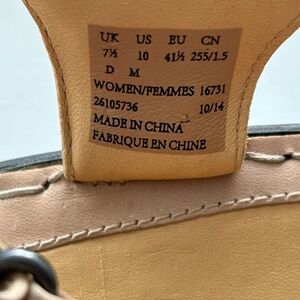 UK US EU CN
7½ 10 41½ 255/1.5
D M
WOMEN/FEMMES 16731
26105736 10/14
MADE IN CHINA
FABRIQUE EN CHINE